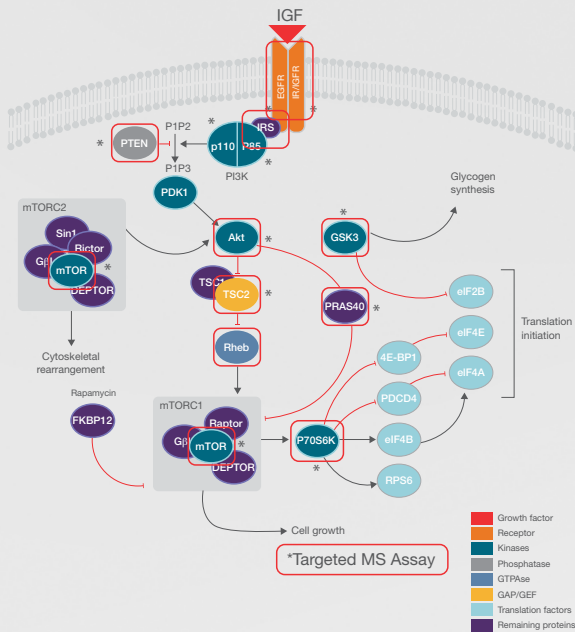 IGF
EGFR
IR/IGFR
*
*
IRS
*
p110
P85
*
PI3K
P1P2
*
PTEN
P1P3
PDK1
Glycogen
synthesis
mTORC2
Sin1
Rictor
Gβ
mTOR
*
DEPTOR
Akt
*
*
GSK3
TSC1
TSC2
*
PRAS40
*
eIF2B
eIF4E
eIF4A
Translation
initiation
Cytoskeletal
rearrangement
Rheb
4E-BP1
PDCD4
Rapamycin
FKBP12
mTORC1
Raptor
Gβ
mTOR
*
DEPTOR
P70S6K
*
eIF4B
RPS6
Cell growth
*Targeted MS Assay
Growth factor
Receptor
Kinases
Phosphatase
GTPAse
GAP/GEF
Translation factors
Remaining proteins